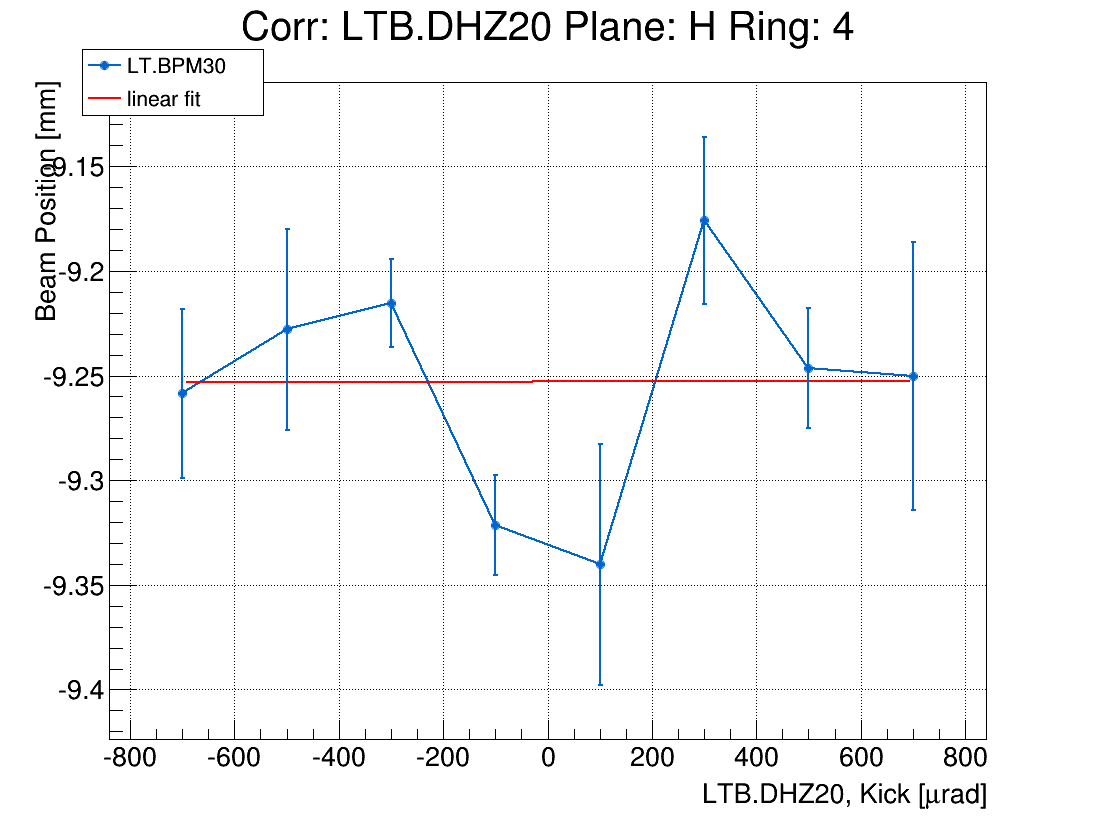 Corr: LTB.DHZ20 Plane: H Ring: 4
LT.BPM30
linear fit
Beam Position [mm]
-9.15
-9.2
-9.25
-9.3
-9.35
-9.4
-800 -600 -400 -200 0 200 400 600 800
LTB.DHZ20, Kick [μrad]